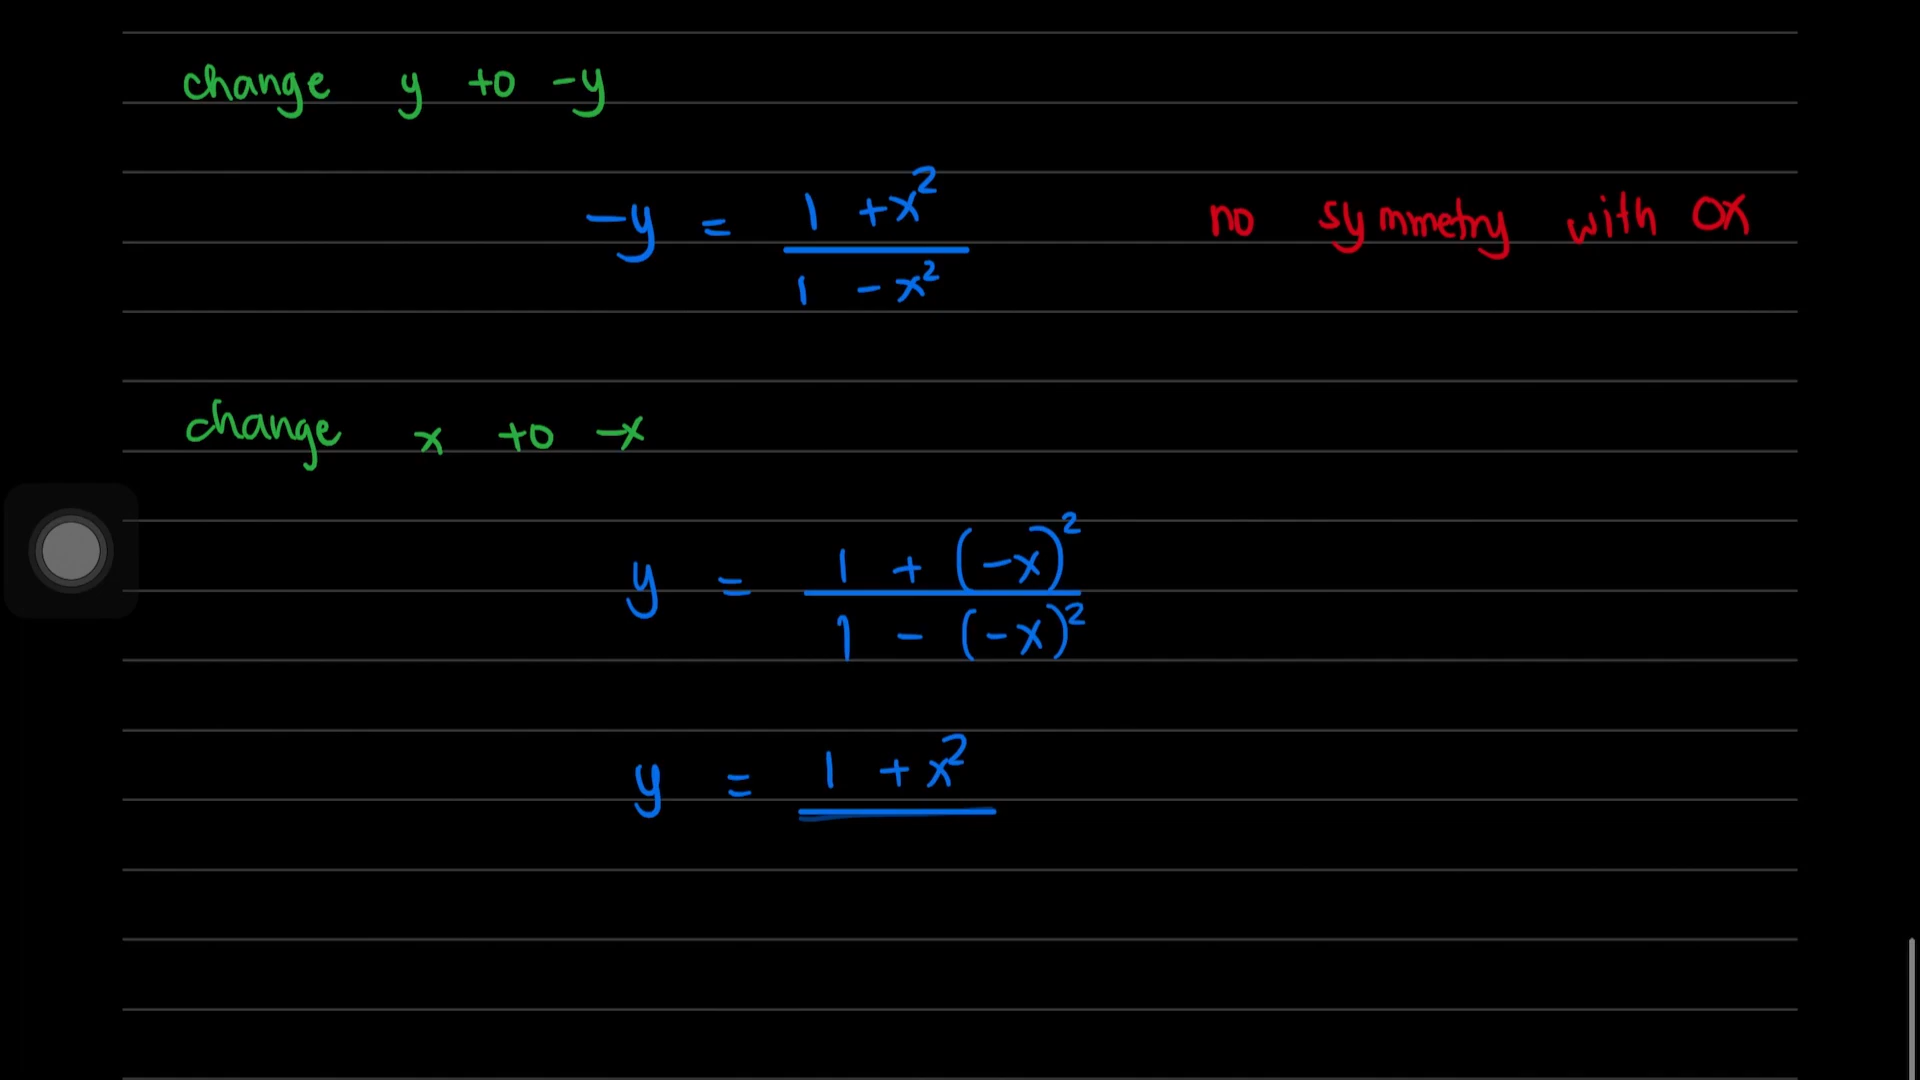 change y to -y
-y = (1 + x²)/(1 - x²) no symmetry with OX
change x to -x
y = (1 + (-x)²)/(1 - (-x)²)
y = 1 + x²